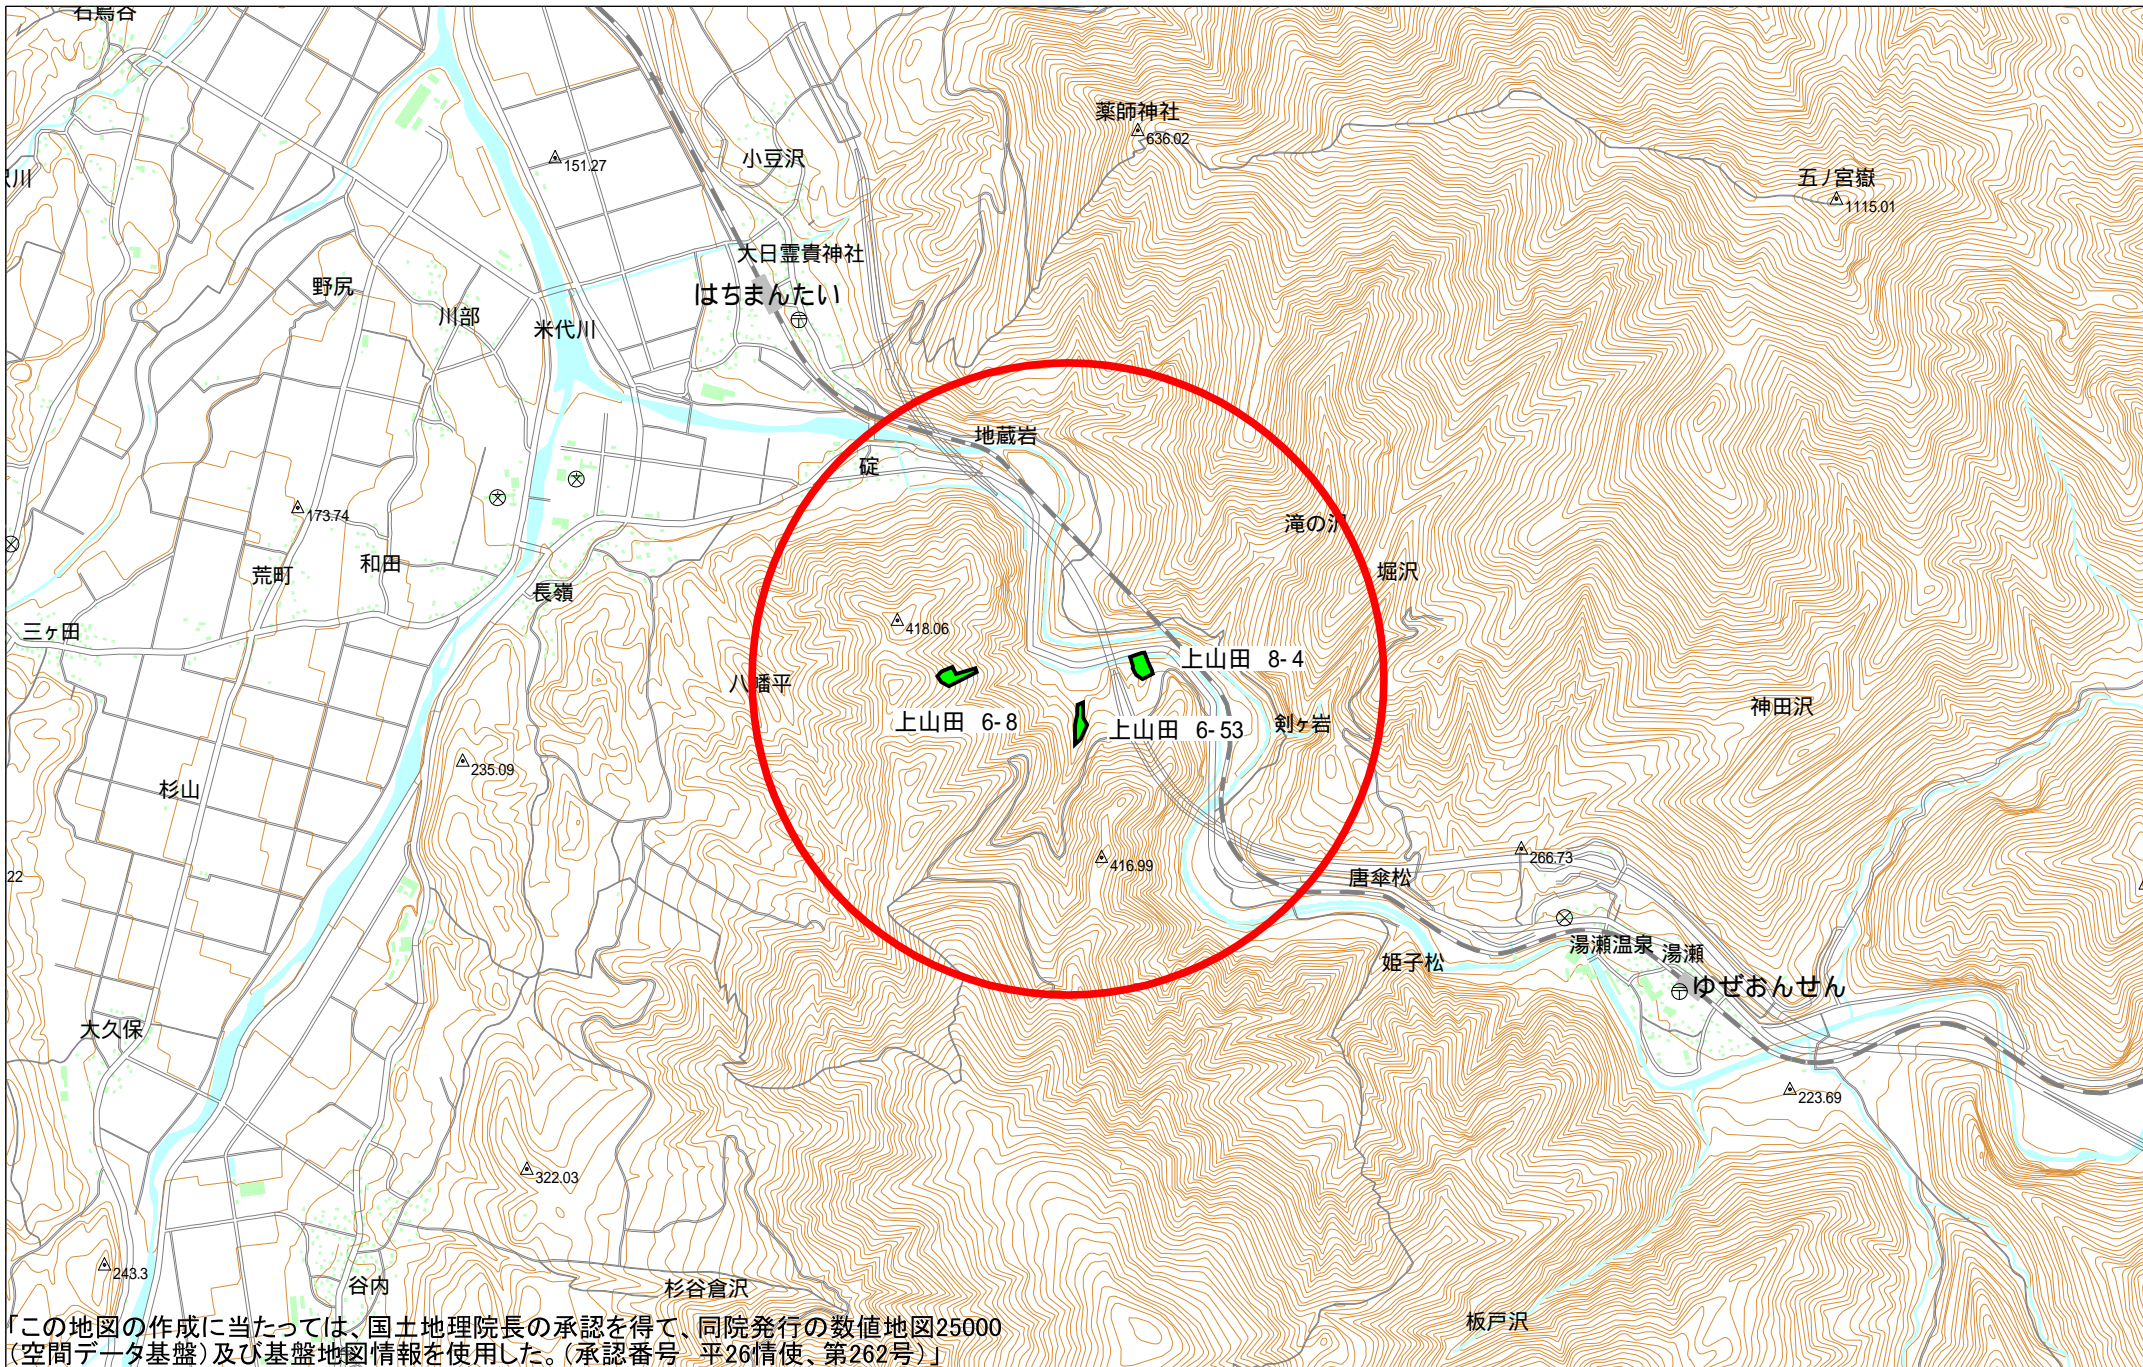 石鳥谷
薬師神社
636.02
小豆沢
151.27
五ノ宮嶽
1115.01
川
大日霊貴神社
野尻
はちまんたい
川部
米代川
地蔵岩
碇
173.74
滝の沢
和田
荒町
堀沢
長嶺
418.06
三ヶ田
上山田 8-4
八幡平
神田沢
上山田 6-8
上山田 6-53
剣ヶ岩
235.09
杉山
266.73
416.99
22
唐傘松
湯瀬温泉
湯瀬
姫子松
ゆぜおんせん
大久保
223.69
322.03
243.3
谷内
杉谷倉沢
板戸沢
「この地図の作成に当たっては、国土地理院長の承認を得て、同院発行の数値地図25000
(空間データ基盤)及び基盤地図情報を使用した。(承認番号 平26情使、第262号)」